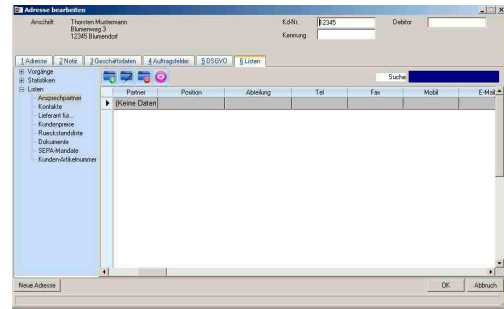 Adresse bearbeiten
Anschrift Thorsten Mustermann Kd-Nr. 12345 Debitor
Blumenweg 3
12345 Blumendorf Kennung
1 Adresse 2 Notiz 3 Geschäftsdaten 4 Auftragsfelder 5 DSGVO 6 Listen
Vorgänge
Statistiken
Listen
Ansprechpartner
Kontakte
Lieferant für...
Kundenpreise
Rueckstandsliste
Dokumente
SEPA-Mandate
Kunden-Artikelnummer
Suche
Partner Position Abteilung Tel Fax Mobil E-Mail
(Keine Daten
Neue Adresse OK Abbruch